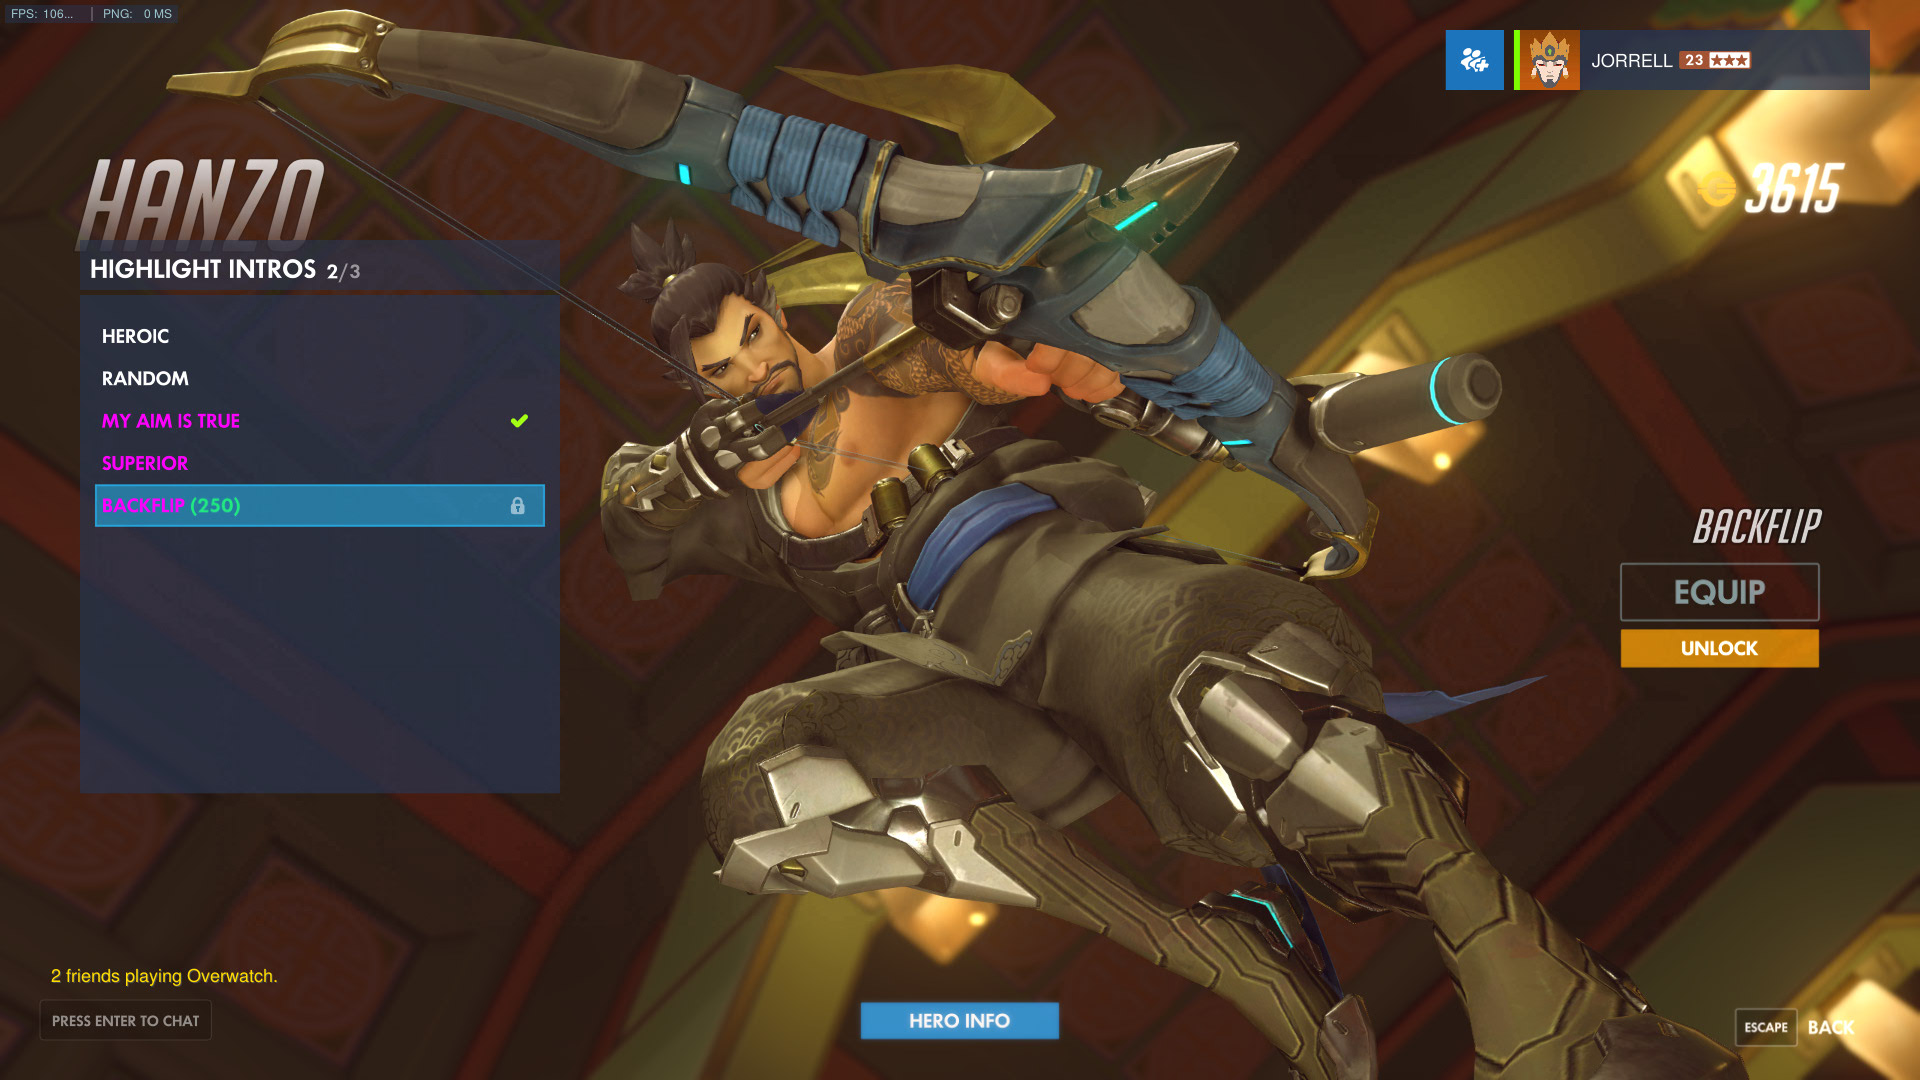 FPS: 106... | PNG: 0 MS
JORRELL 23
HANZO
3615
HIGHLIGHT INTROS 2/3
HEROIC
RANDOM
MY AIM IS TRUE
SUPERIOR
BACKFLIP (250)
BACKFLIP
EQUIP
UNLOCK
2 friends playing Overwatch.
PRESS ENTER TO CHAT
HERO INFO
ESCAPE BACK